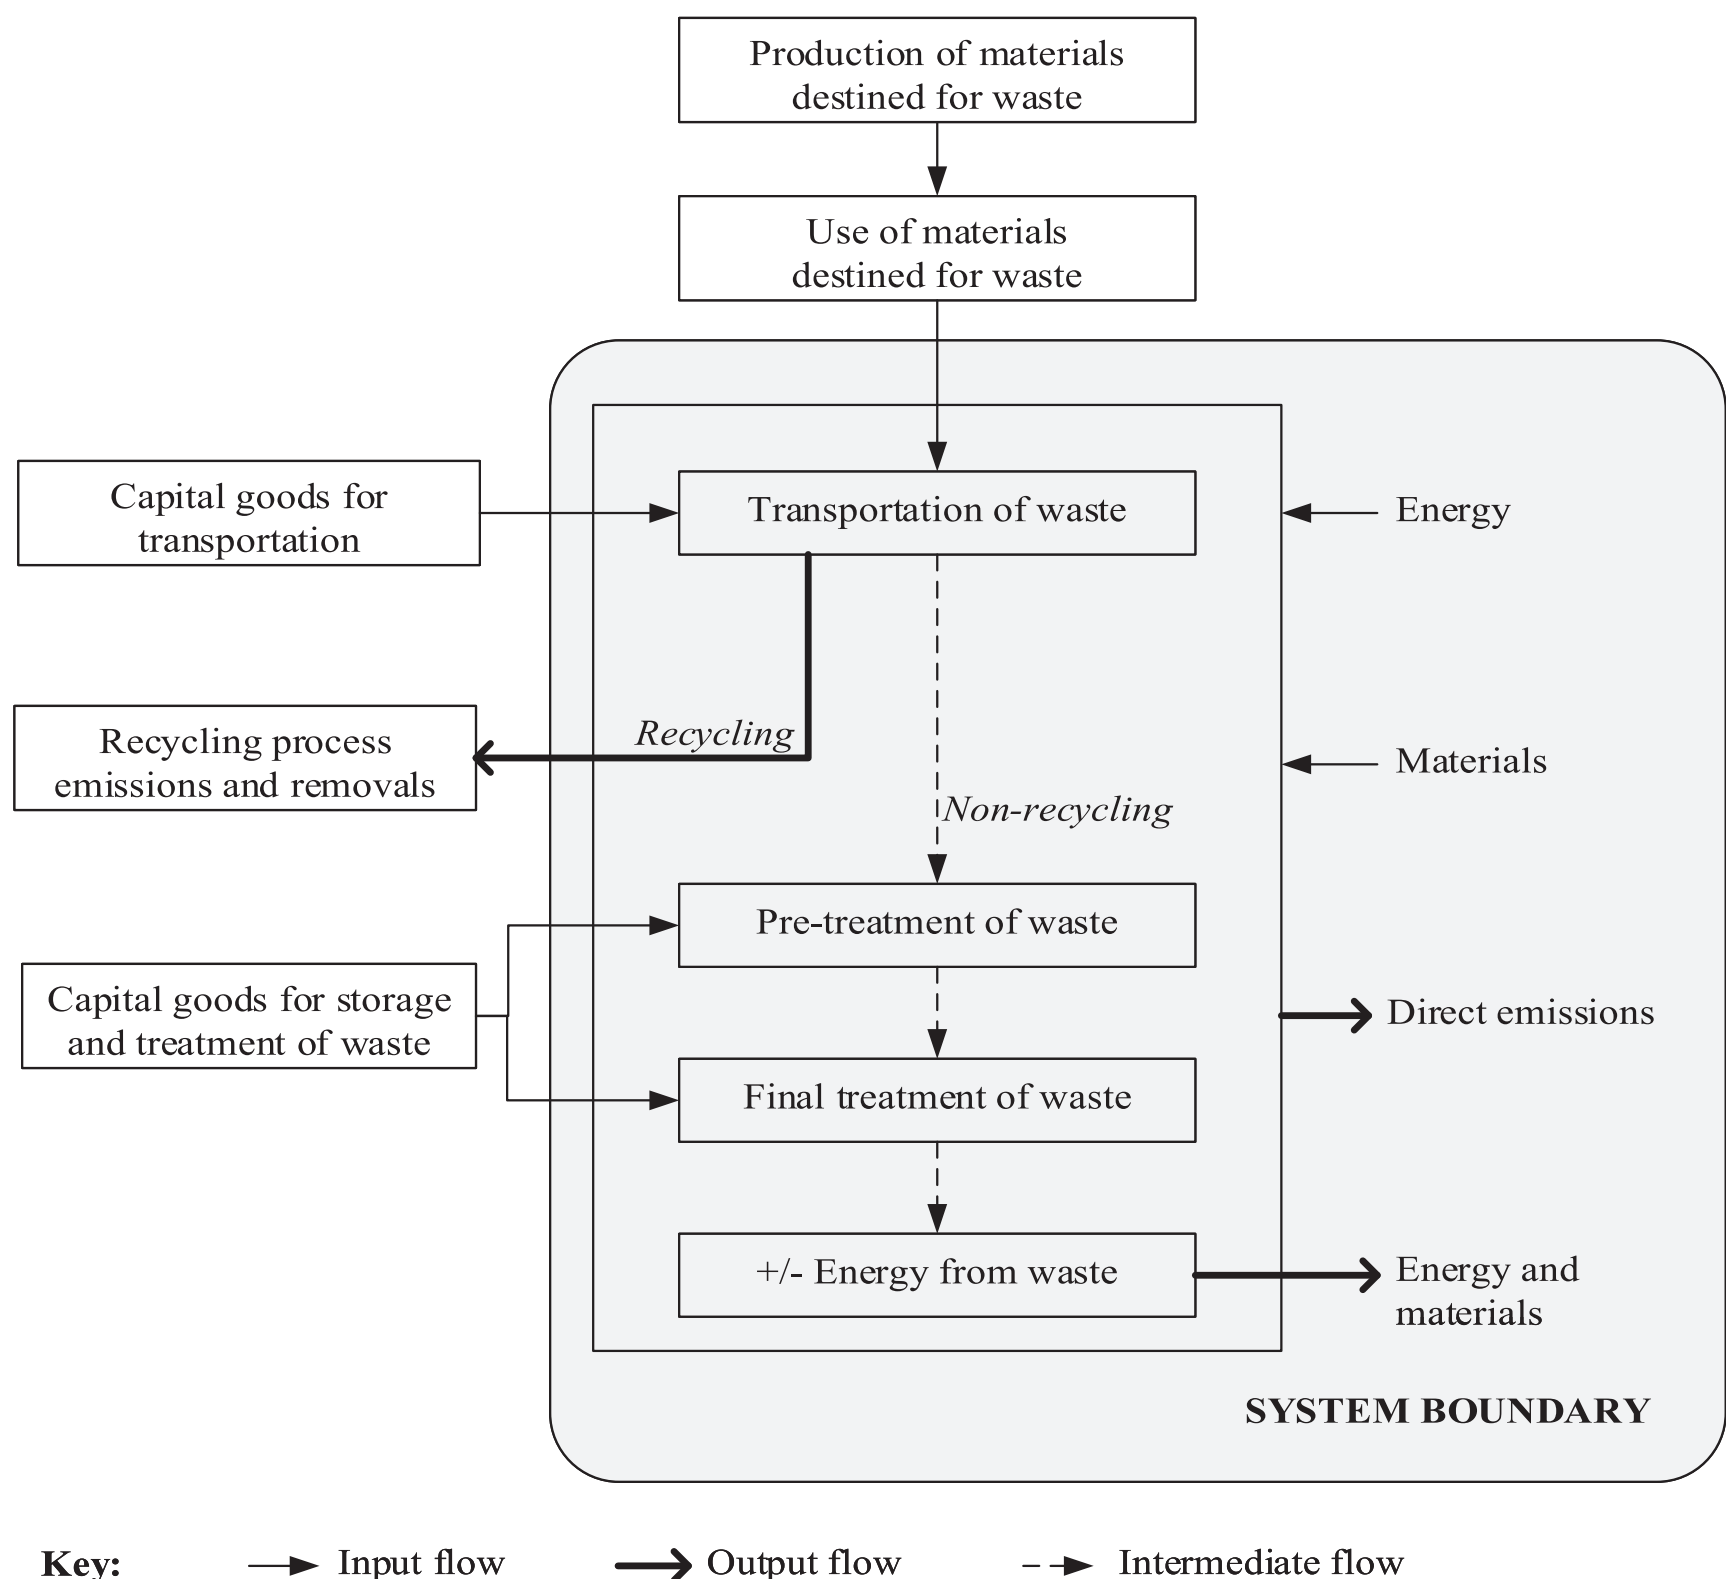 Production of materials
destined for waste
Use of materials
destined for waste
Capital goods for
transportation
Transportation of waste
Energy
Recycling process
emissions and removals
Recycling
Materials
Non-recycling
Pre-treatment of waste
Capital goods for storage
and treatment of waste
Direct emissions
Final treatment of waste
+/- Energy from waste
Energy and
materials
SYSTEM BOUNDARY
Key:
Input flow
Output flow
Intermediate flow